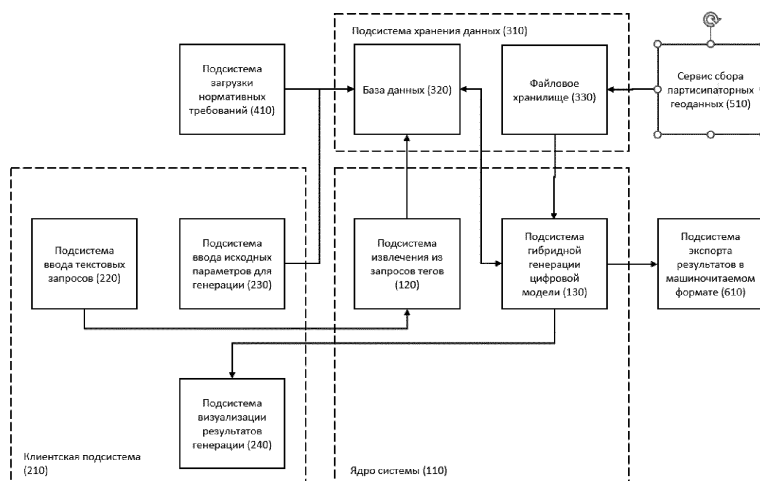 Подсистема хранения данных (310)
Подсистема
загрузки
нормативных
требований (410)
База данных (320)
Файловое
хранилище (330)
Сервис сбора
партисипаторных
геоданных (510)
Подсистема
ввода текстовых
запросов (220)
Подсистема
ввода исходных
параметров для
генерации (230)
Подсистема
извлечения из
запросов тегов
(120)
Подсистема
гибридной
генерации
цифровой
модели (130)
Подсистема
экспорта
результатов в
машиночитаемом
формате (610)
Подсистема
визуализации
результатов
генерации (240)
Клиентская подсистема
(210)
Ядро системы (110)